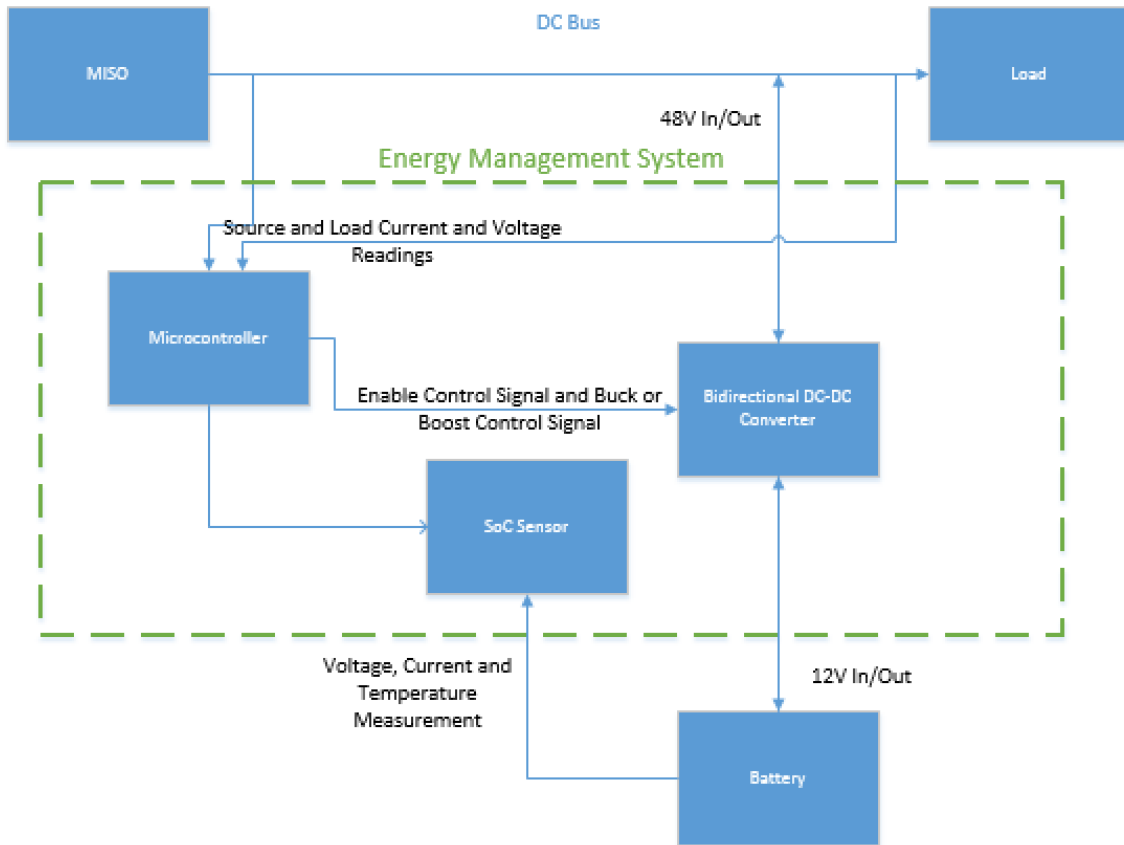 DC Bus
MISO
Load
48V In/Out
Energy Management System
Source and Load Current and Voltage
Readings
Microcontroller
Enable Control Signal and Buck or
Boost Control Signal
Bidirectional DC-DC
Converter
SoC Sensor
Voltage, Current and
Temperature
Measurement
12V In/Out
Battery